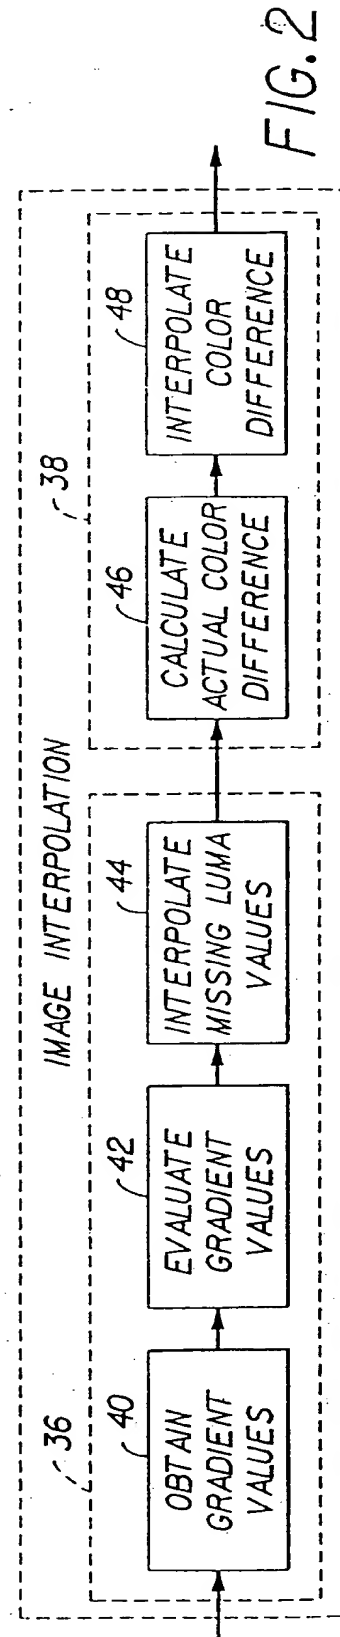 IMAGE INTERPOLATION
36
38
40
42
44
46
48
OBTAIN
GRADIENT
VALUES
EVALUATE
GRADIENT
VALUES
INTERPOLATE
MISSING LUMA
VALUES
CALCULATE
ACTUAL COLOR
DIFFERENCE
INTERPOLATE
COLOR
DIFFERENCE
FIG. 2